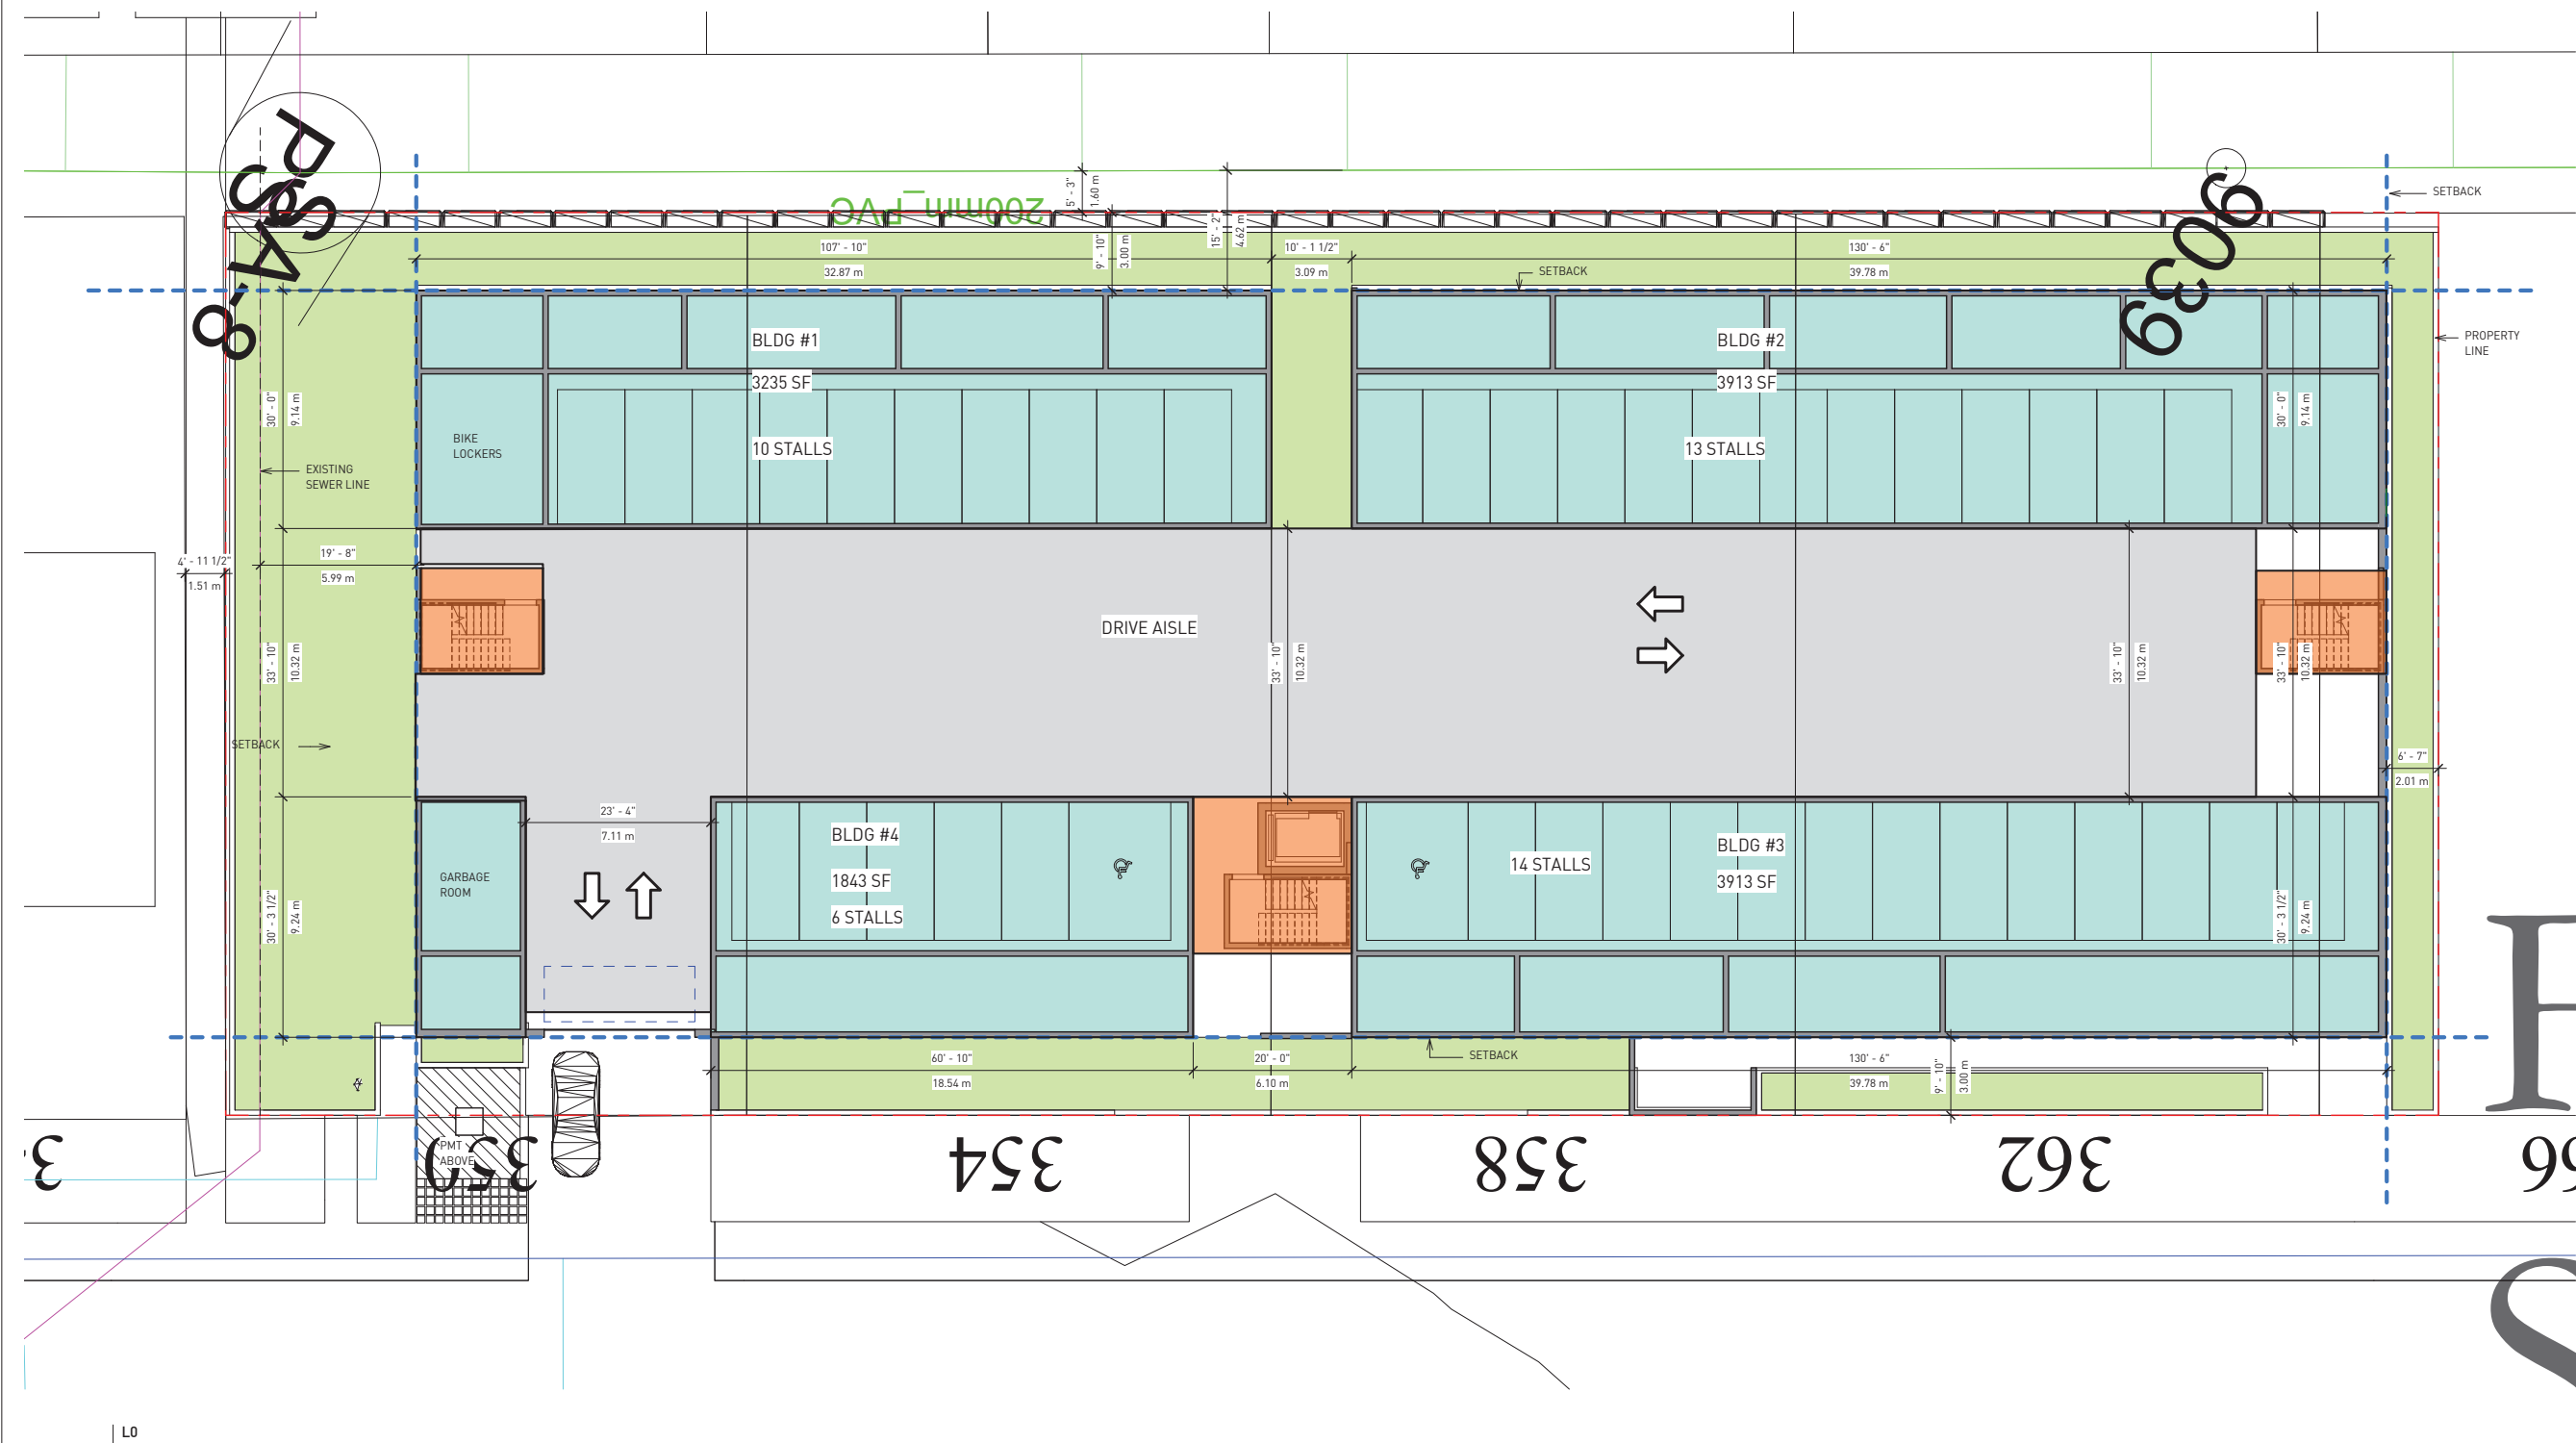 PSSA-8
9039
200mm_PVC
5' - 3"
1.60 m
15' - 2"
4.62 m
9' - 10"
3.00 m
SETBACK
107' - 10"
32.87 m
10' - 1 1/2"
3.09 m
130' - 6"
39.78 m
SETBACK
PROPERTY
LINE
BLDG #1
3235 SF
10 STALLS
BLDG #2
3913 SF
13 STALLS
BIKE
LOCKERS
30' - 0"
9.14 m
30' - 0"
9.14 m
EXISTING
SEWER LINE
4' - 11 1/2"
1.51 m
19' - 8"
5.99 m
DRIVE AISLE
33' - 10"
10.32 m
33' - 10"
10.32 m
33' - 10"
10.32 m
33' - 10"
10.32 m
SETBACK
6' - 7"
2.01 m
23' - 4"
7.11 m
BLDG #4
1843 SF
6 STALLS
14 STALLS
BLDG #3
3913 SF
GARBAGE
ROOM
30' - 3 1/2"
9.24 m
30' - 3 1/2"
9.24 m
60' - 10"
18.54 m
20' - 0"
6.10 m
SETBACK
130' - 6"
39.78 m
9' - 10"
3.00 m
PMT
ABOVE
350
354
358
362
L0